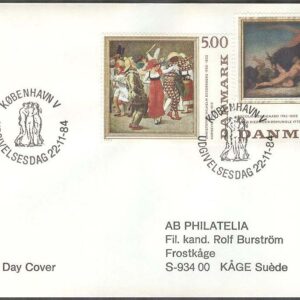 5.00
DANMARK
KØBENHAVN V
UDGIVELSESDAG 22-11-84
DANM
KØBENHAVN V
UDGIVELSESDAG 22-11-84
AB PHILATELIA
Fil. kand. Rolf Burström
Frostkåge
S-934 00 KÅGE Suède
Day Cover